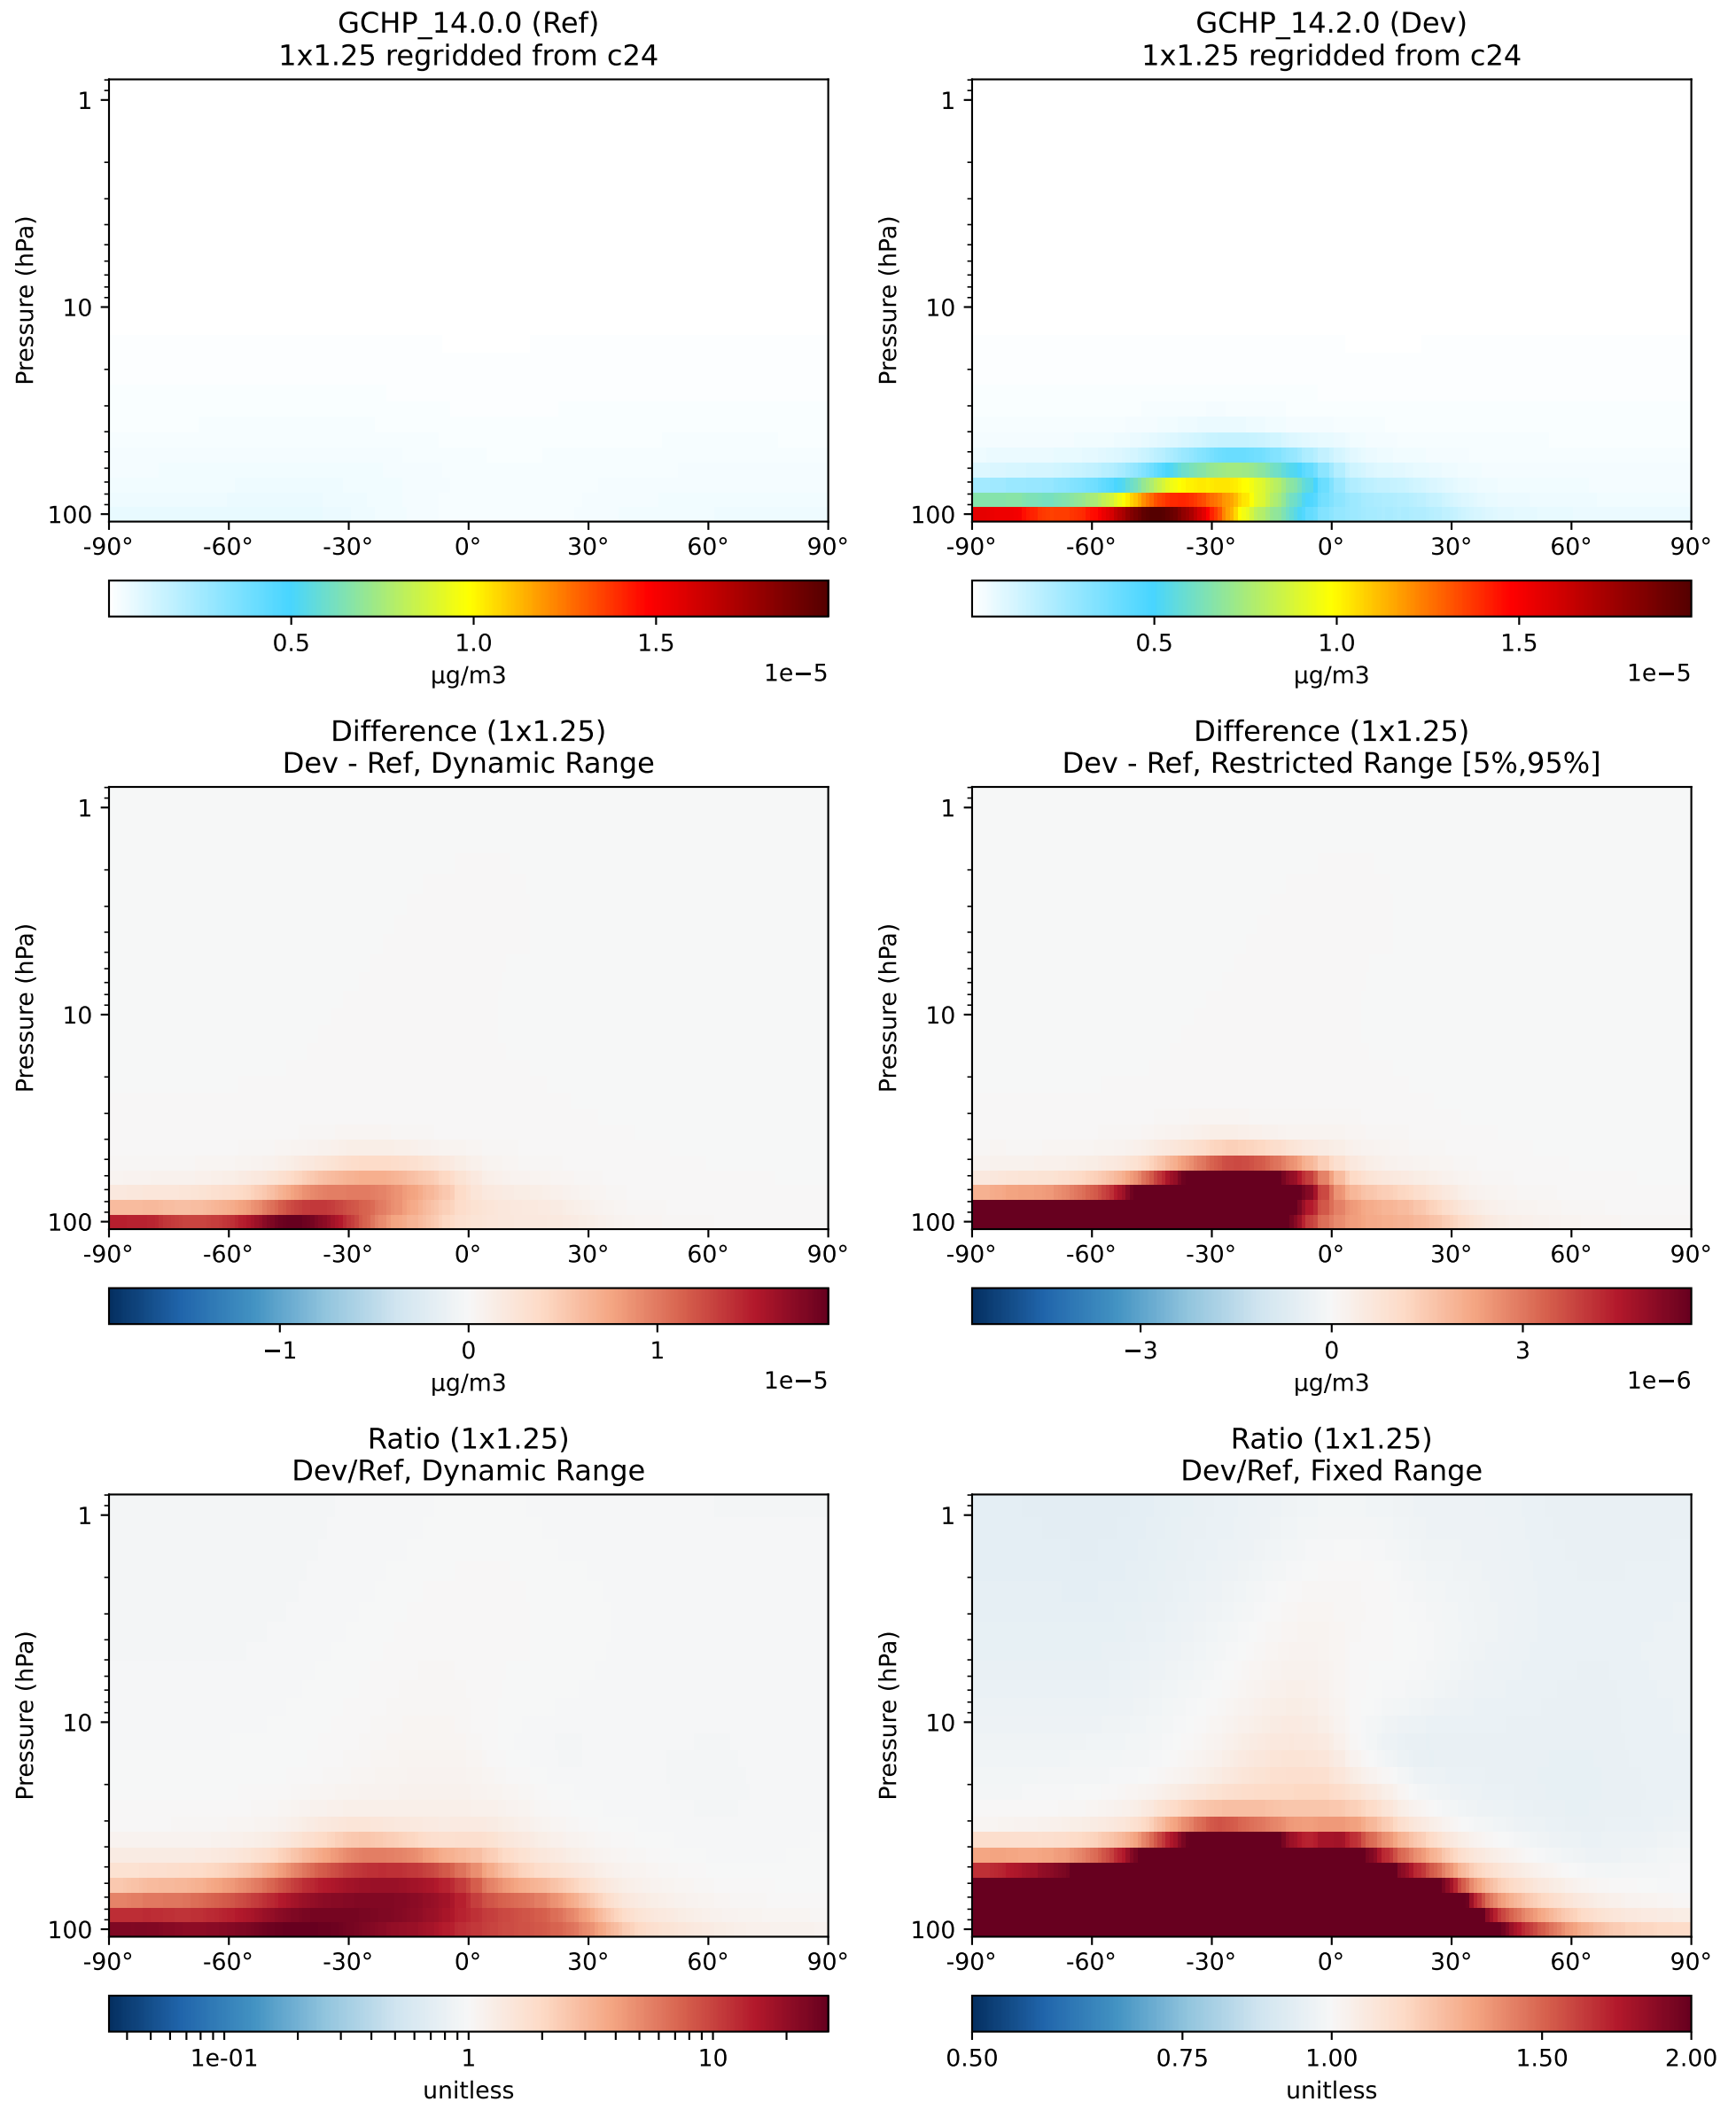 GCHP_14.0.0 (Ref)
1x1.25 regridded from c24
Pressure (hPa)
1
10
100
-90° -60° -30° 0° 30° 60° 90°
0.5 1.0 1.5
µg/m3
1e−5
GCHP_14.2.0 (Dev)
1x1.25 regridded from c24
Pressure (hPa)
1
10
100
-90° -60° -30° 0° 30° 60° 90°
0.5 1.0 1.5
µg/m3
1e−5
Difference (1x1.25)
Dev - Ref, Dynamic Range
Pressure (hPa)
1
10
100
-90° -60° -30° 0° 30° 60° 90°
−1 0 1
µg/m3
1e−5
Difference (1x1.25)
Dev - Ref, Restricted Range [5%,95%]
Pressure (hPa)
1
10
100
-90° -60° -30° 0° 30° 60° 90°
−3 0 3
µg/m3
1e−6
Ratio (1x1.25)
Dev/Ref, Dynamic Range
Pressure (hPa)
1
10
100
-90° -60° -30° 0° 30° 60° 90°
1e-01 1 10
unitless
Ratio (1x1.25)
Dev/Ref, Fixed Range
Pressure (hPa)
1
10
100
-90° -60° -30° 0° 30° 60° 90°
0.50 0.75 1.00 1.50 2.00
unitless